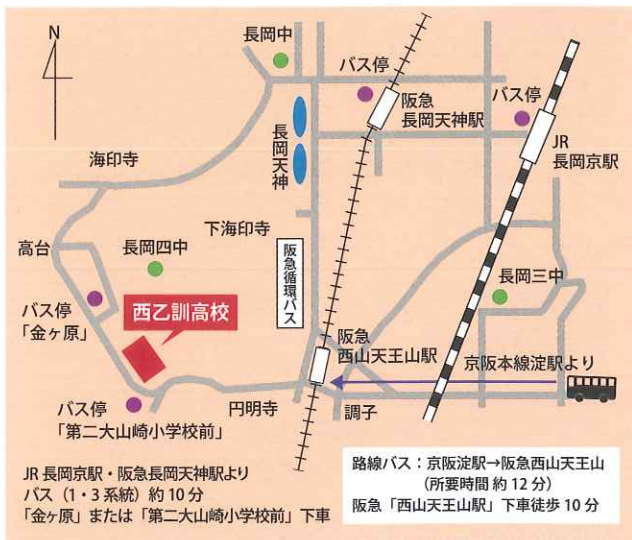 N
長岡中
バス停
阪急
長岡天神駅
バス停
JR
長岡京駅
長岡天神
海印寺
下海印寺
高台
長岡四中
阪急循環バス
長岡三中
バス停
「金ヶ原」
西乙訓高校
阪急
西山天王山駅
京阪本線淀駅より
バス停
「第二大山崎小学校前」
円明寺
調子
JR 長岡京駅・阪急長岡天神駅より
バス（1・3 系統）約 10 分
「金ヶ原」または「第二大山崎小学校前」下車
路線バス：京阪淀駅→阪急西山天王山
（所要時間 約 12 分）
阪急「西山天王山駅」下車徒歩 10 分